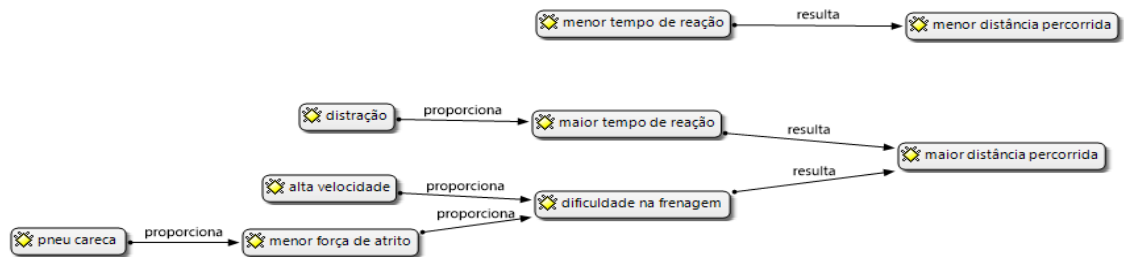 menor tempo de reação
resulta
menor distância percorrida
distração
proporciona
maior tempo de reação
resulta
maior distância percorrida
resulta
alta velocidade
proporciona
dificuldade na frenagem
proporciona
pneu careca
proporciona
menor força de atrito